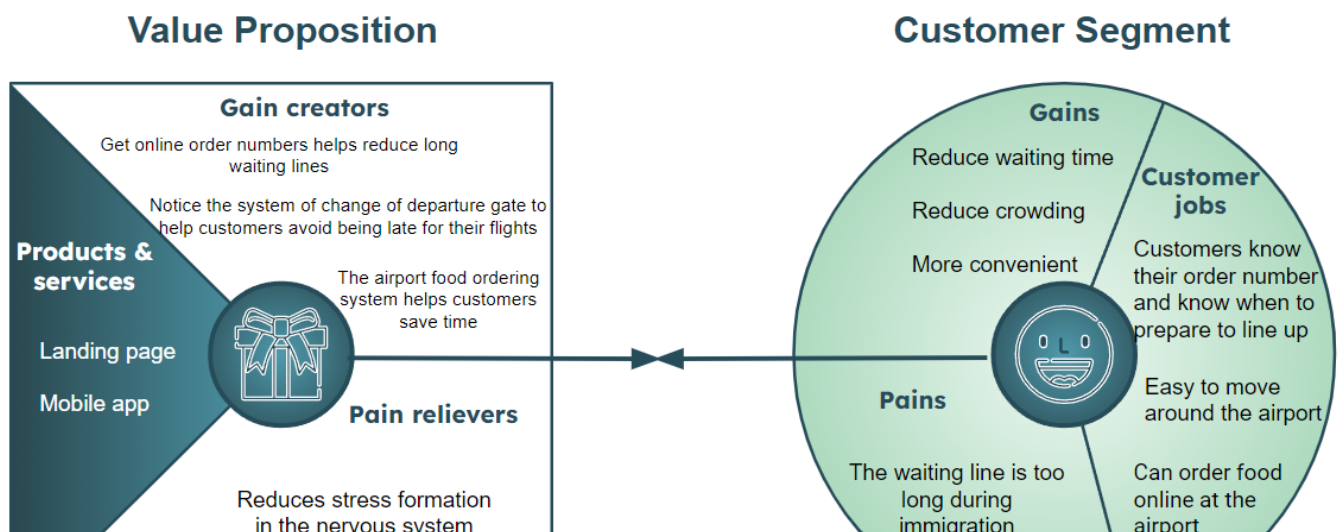 Value Proposition
Customer Segment
Gain creators
Get online order numbers helps reduce long
waiting lines
Notice the system of change of departure gate to
help customers avoid being late for their flights
The airport food ordering
system helps customers
save time
Products &
services
Landing page
Mobile app
Pain relievers
Reduces stress formation
in the nervous system
Gains
Reduce waiting time
Reduce crowding
More convenient
Customer
jobs
Customers know
their order number
and know when to
prepare to line up
Easy to move
around the airport
Can order food
online at the
airport
Pains
The waiting line is too
long during
immigration